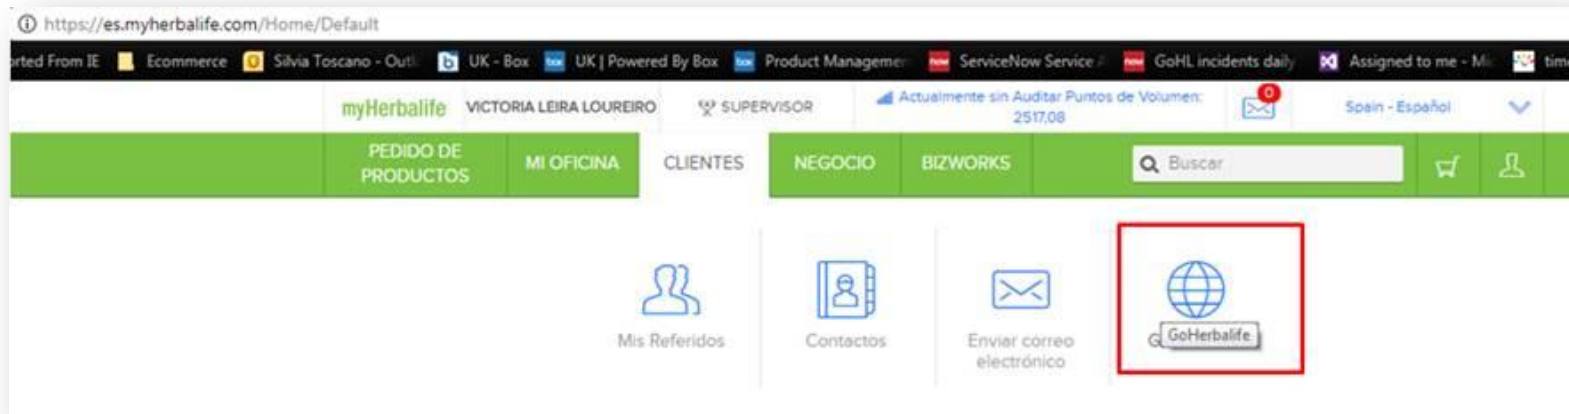 https://es.myherbalife.com/Home/Default
orted From IE Ecommerce Silvia Toscano - Outl UK - Box UK | Powered By Box Product Managemen ServiceNow Service GoHL incidents daily Assigned to me - Mi time
myHerbalife VICTORIA LEIRA LOUREIRO SUPERVISOR Actualmente sin Auditar Puntos de Volumen: 0 Spain - Español
2517,08
PEDIDO DE
PRODUCTOS
MI OFICINA CLIENTES NEGOCIO BIZWORKS Buscar
Mis Referidos Contactos Enviar correo
electrónico
GoHerbalife